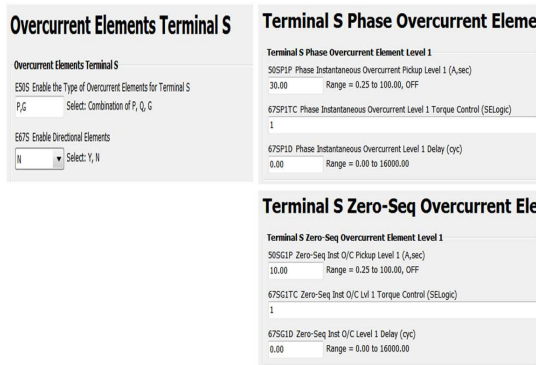 Overcurrent Elements Terminal S
Overcurrent Elements Terminal S
E50S Enable the Type of Overcurrent Elements for Terminal S
P,G Select: Combination of P, Q, G
E67S Enable Directional Elements
N Select: Y, N
Terminal S Phase Overcurrent Eleme
Terminal S Phase Overcurrent Element Level 1
50SP1P Phase Instantaneous Overcurrent Pickup Level 1 (A,sec)
30.00 Range = 0.25 to 100.00, OFF
67SP1TC Phase Instantaneous Overcurrent Level 1 Torque Control (SELogic)
1
67SP1D Phase Instantaneous Overcurrent Level 1 Delay (cyc)
0.00 Range = 0.00 to 16000.00
Terminal S Zero-Seq Overcurrent Ele
Terminal S Zero-Seq Overcurrent Element Level 1
50SG1P Zero-Seq Inst O/C Pickup Level 1 (A,sec)
10.00 Range = 0.25 to 100.00, OFF
67SG1TC Zero-Seq Inst O/C Lvl 1 Torque Control (SELogic)
1
67SG1D Zero-Seq Inst O/C Level 1 Delay (cyc)
0.00 Range = 0.00 to 16000.00